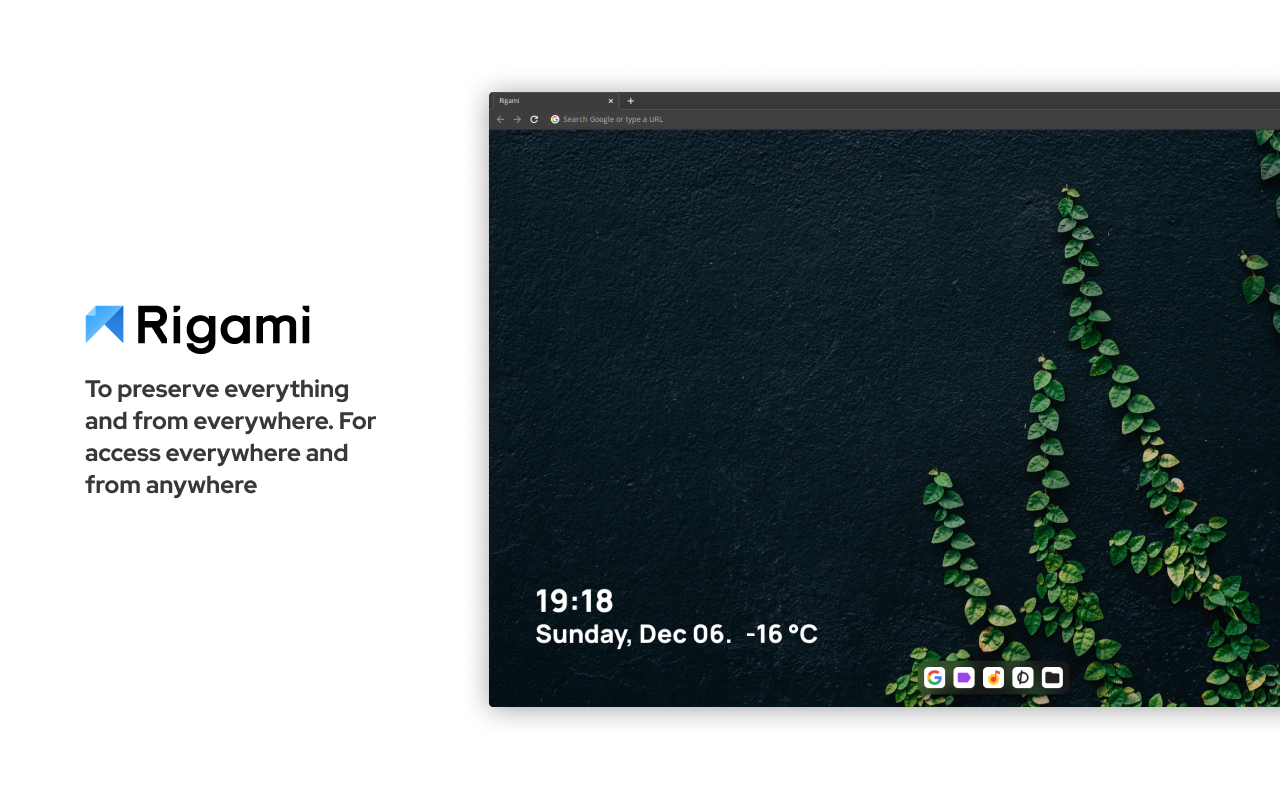 Rigami
To preserve everything
and from everywhere. For
access everywhere and
from anywhere
Rigami
Search Google or type a URL
19:18
Sunday, Dec 06. -16 °C